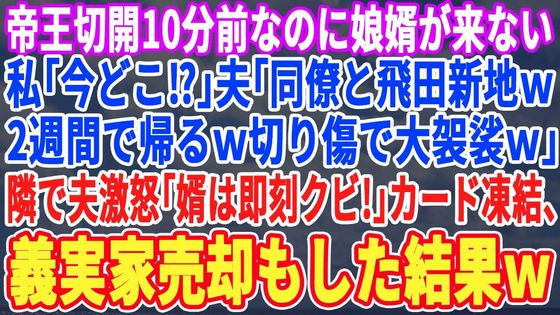 帝王切開10分前なのに娘婿が来ない
私「今どこ⁉」夫「同僚と飛田新地w
2週間で帰るw切り傷で大袈裟w」
隣で夫激怒「婿は即刻クビ!」カード凍結、
義実家売却もした結果w